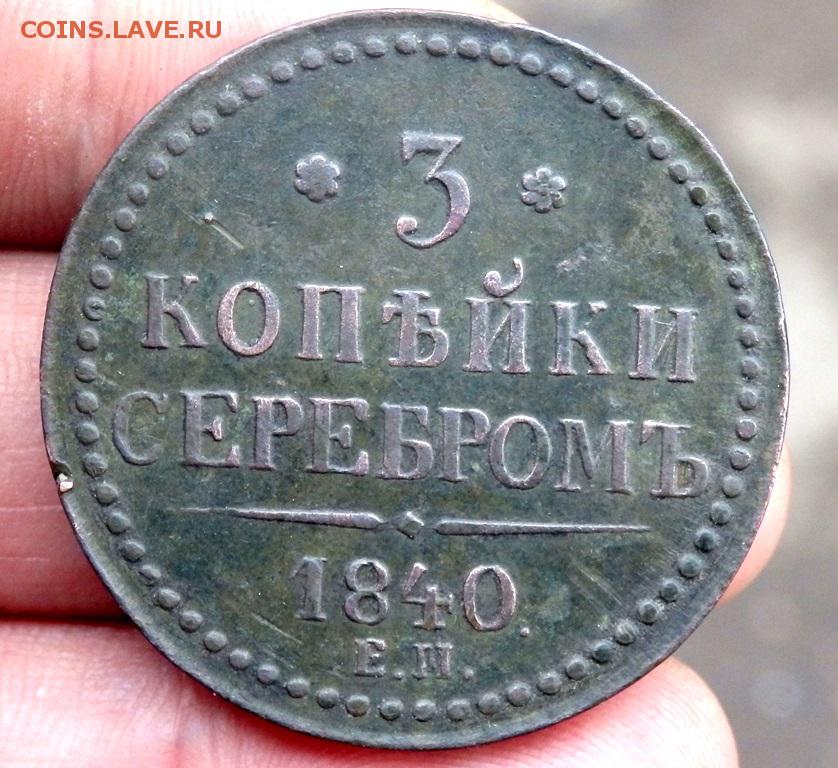 COINS.LAVE.RU
3
КОПѢЙКИ
СЕРЕБРОМЪ
1840.
Е.М.